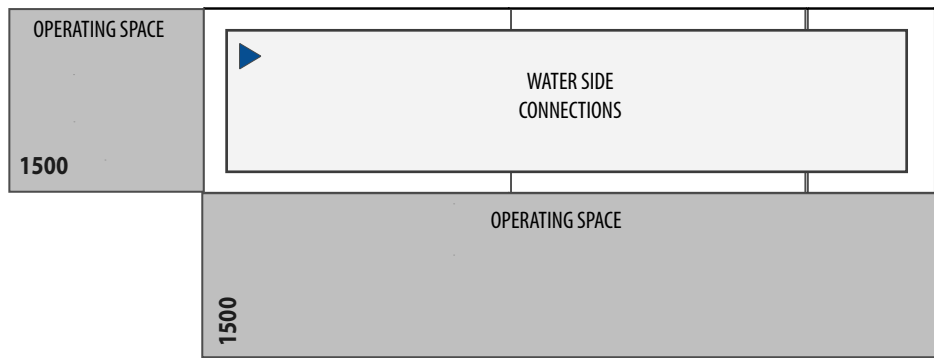 OPERATING SPACE
1500
WATER SIDE
CONNECTIONS
OPERATING SPACE
1500